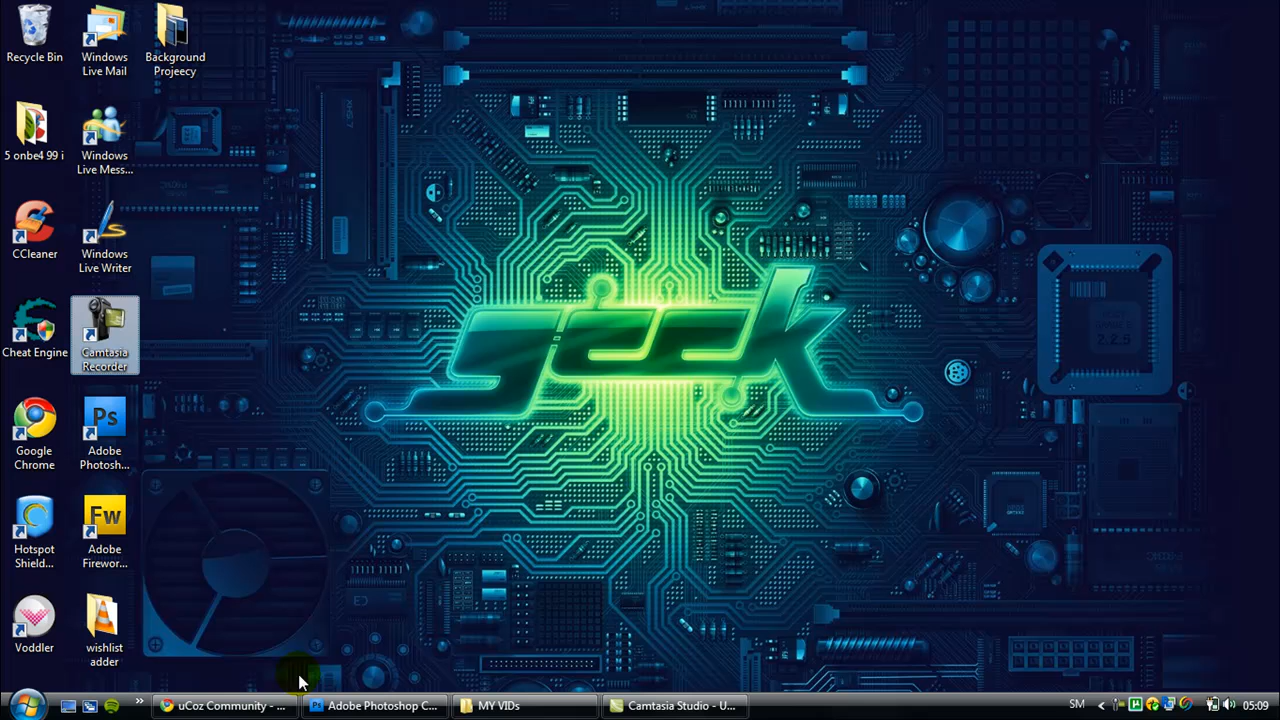 Recycle Bin
Windows
Live Mail
Background
Projeecy
5 onbe4 99 i
Windows
Live Mess...
CCleaner
Windows
Live Writer
Cheat Engine
Camtasia
Recorder
Google
Chrome
Ps
Adobe
Photosh...
Hotspot
Shield...
Fw
Adobe
Firewor...
Voddler
wishlist
adder
geek
uCoz Community - ...
Adobe Photoshop C...
MY VIDs
Camtasia Studio - U...
SM
05:09